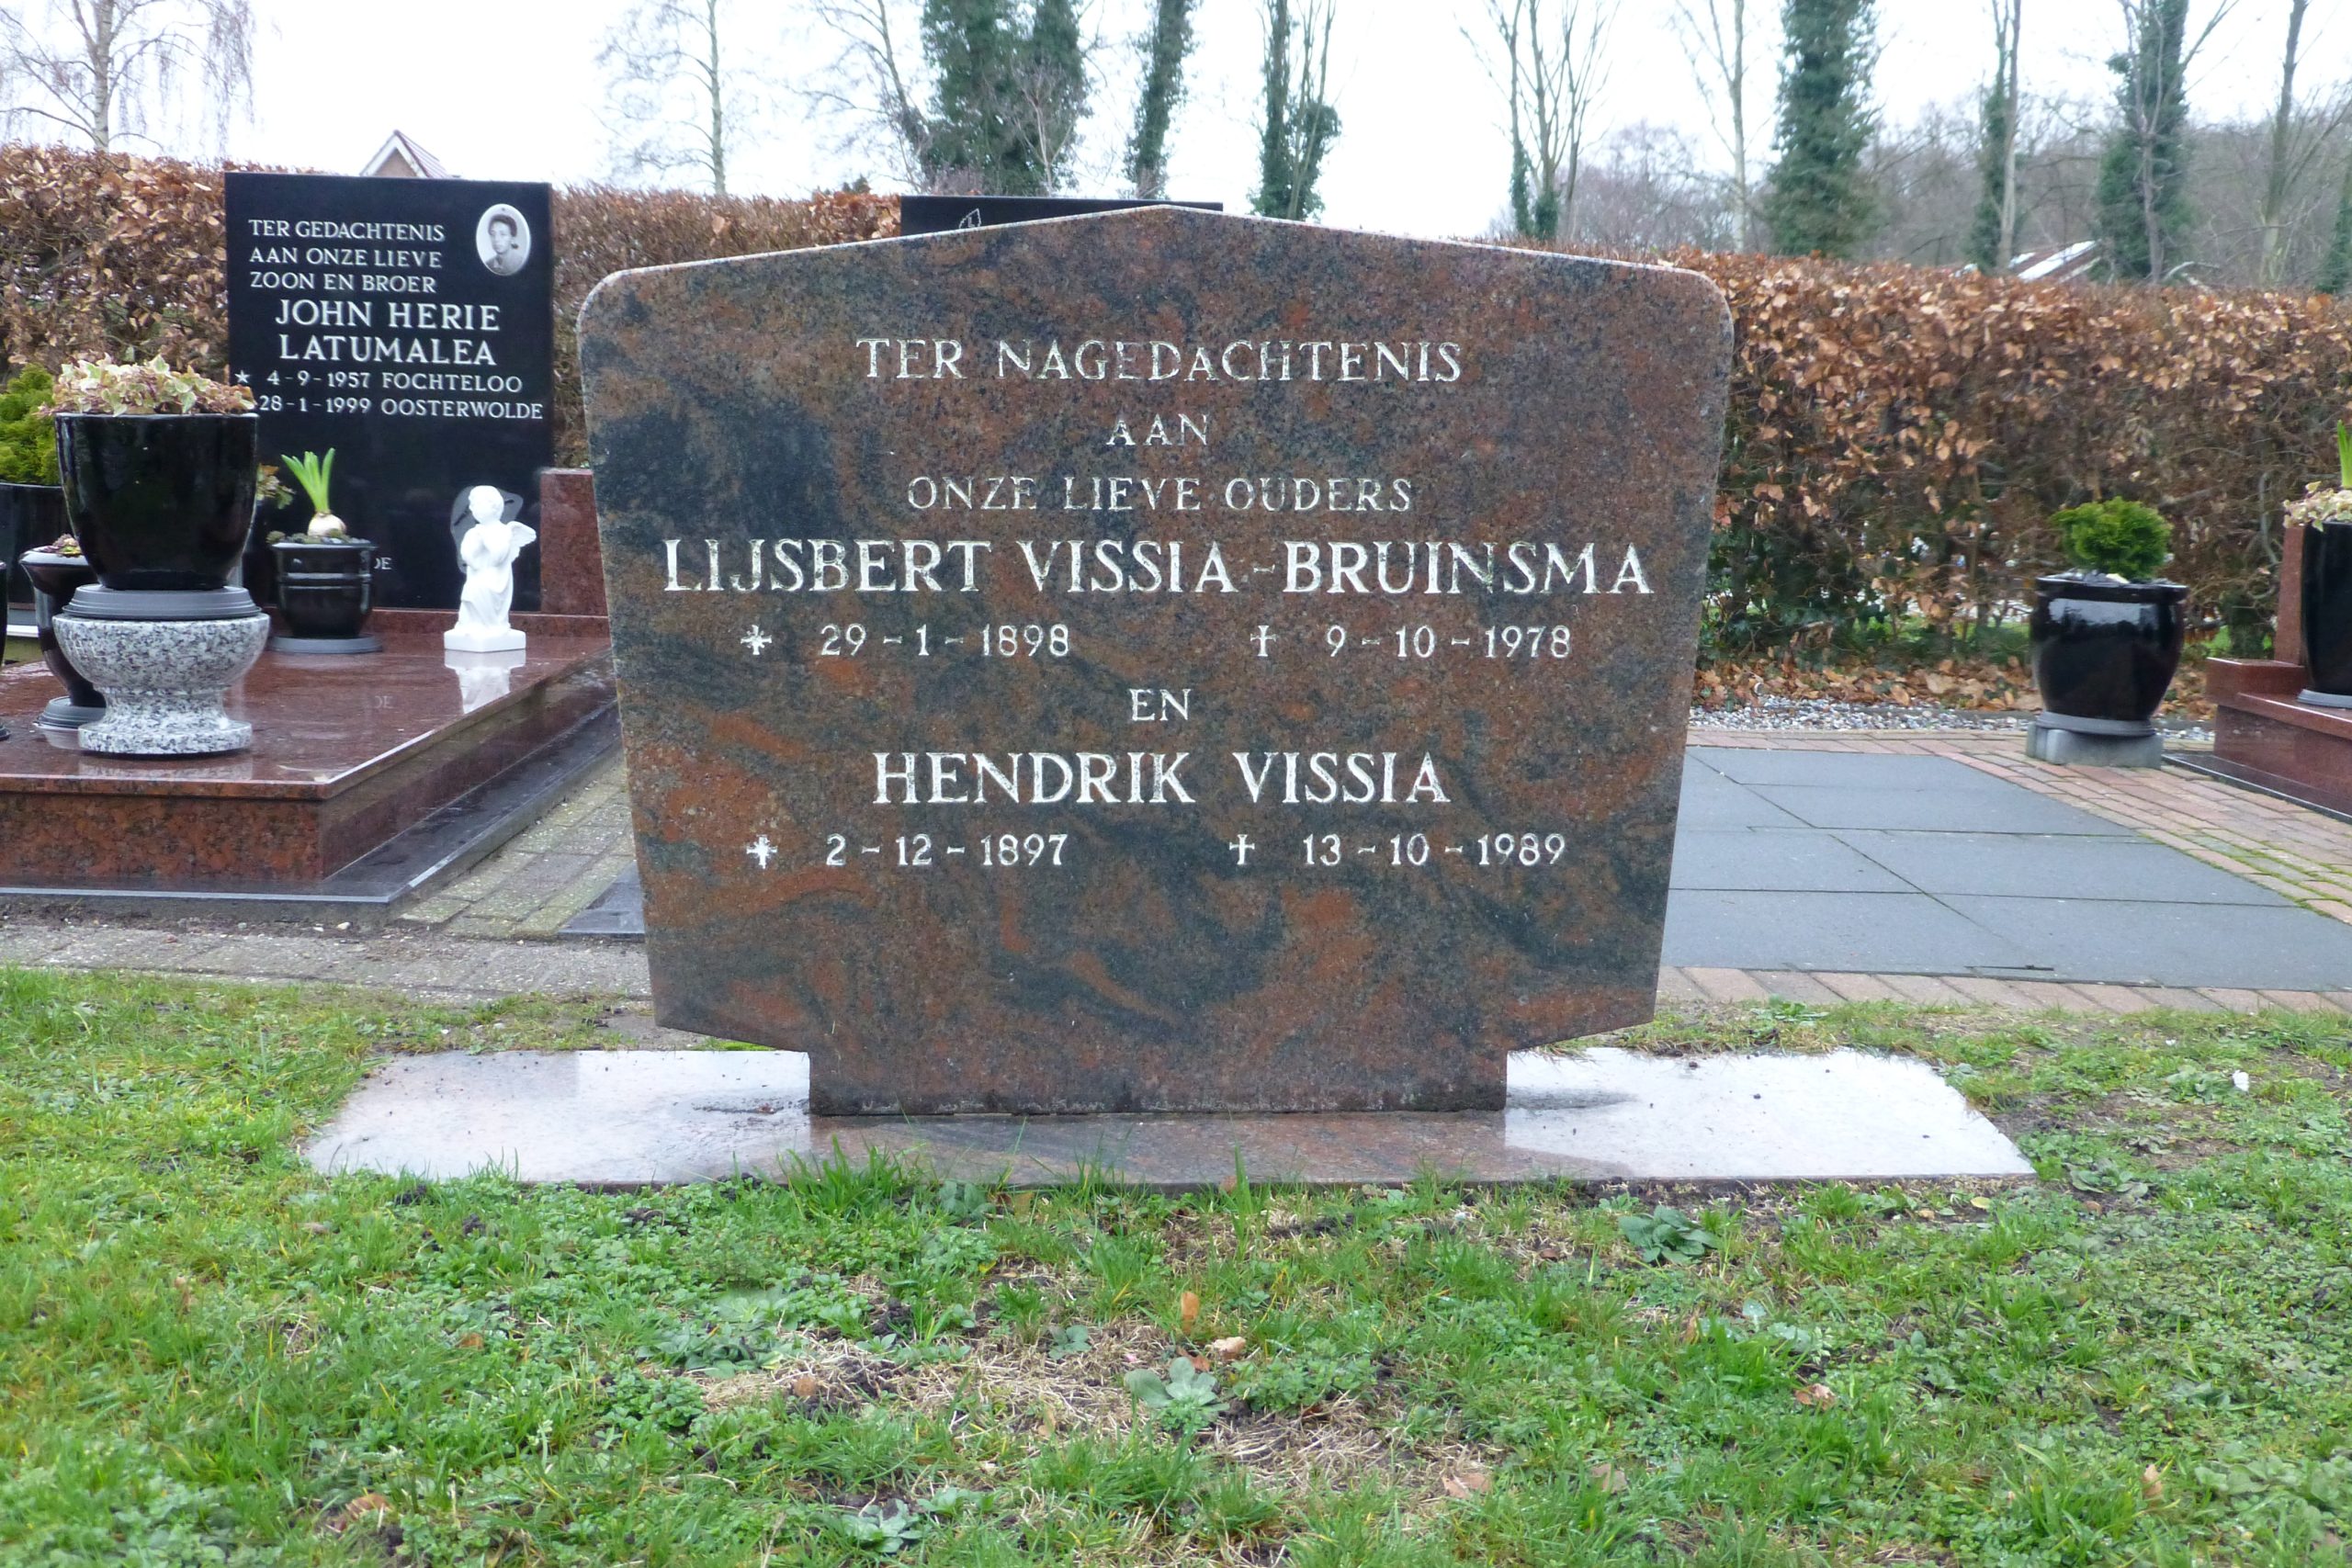 TER GEDACHTENIS
AAN ONZE LIEVE
ZOON EN BROER
JOHN HERIE
LATUMALEA
* 4-9-1957 FOCHTELOO
28-1-1999 OOSTERWOLDE
DE
TER NAGEDACHTENIS
AAN
ONZE LIEVE OUDERS
LIJSBERT VISSIA-BRUINSMA
* 29-1-1898 † 9-10-1978
EN
HENDRIK VISSIA
* 2-12-1897 † 13-10-1989